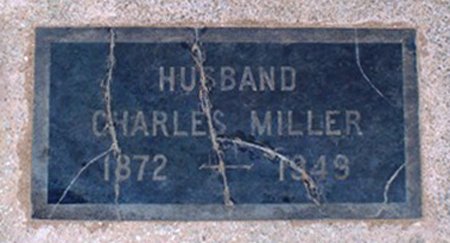 HUSBAND
CHARLES MILLER
1872 1949